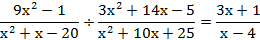 (9x² − 1)/(x² + x − 20) ÷ (3x² + 14x − 5)/(x² + 10x + 25) = (3x + 1)/(x − 4)